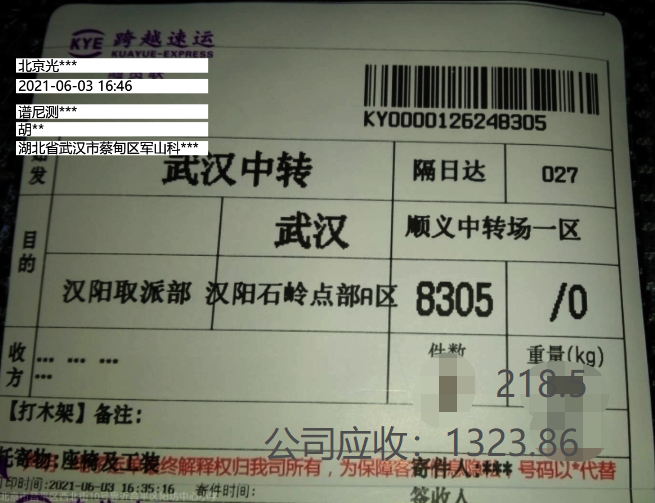 KYE 跨越速运
KUAYUE-EXPRESS
北京光***
2021-06-03 16:46
谱尼测***
胡**
湖北省武汉市蔡甸区军山科***
KY0000126248305
发
武汉中转
隔日达
027
目的
武汉
顺义中转场一区
汉阳取派部
汉阳石岭点部A区
8305
/0
收方
... ... ...
...
件数
重量(kg)
218.5
【打木架】备注:
公司应收: 1323.86
托寄物:座椅及工装
终解释权归我司所有,为保障客
寄件人:***
号码以*代替
打印时间:2021-06-03 16:35:16
寄件时间:
签收人